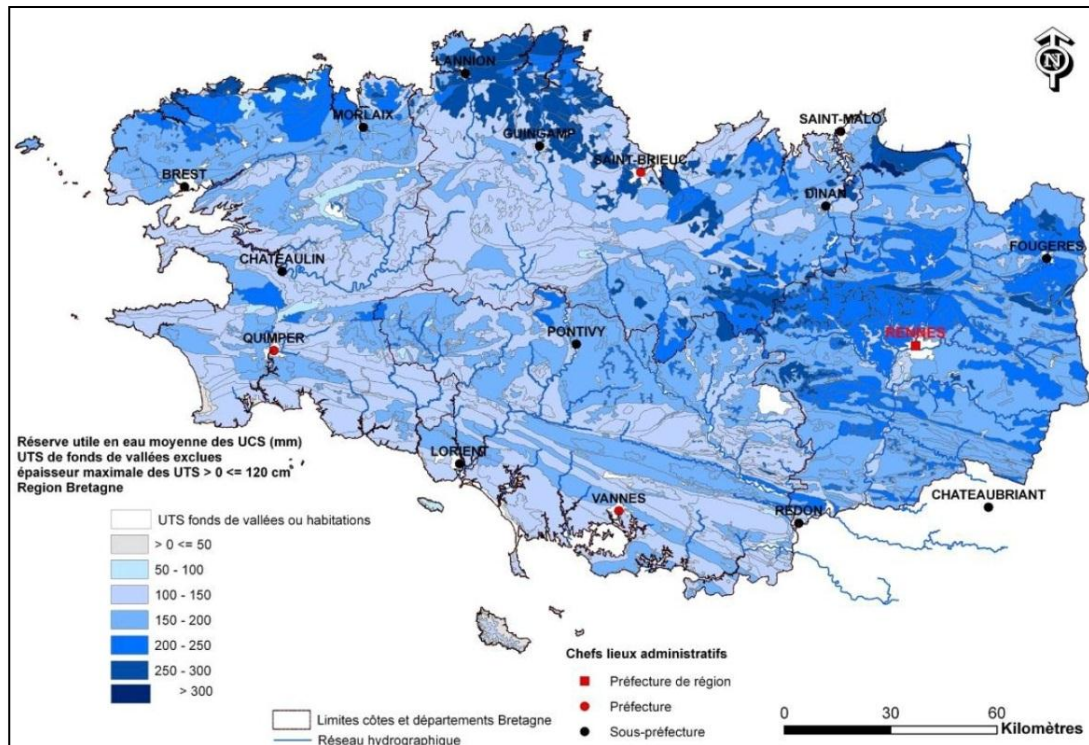 N
LANNION
MORLAIX
GUINGAMP
SAINT-MALO
SAINT-BRIEUC
BREST
DINAN
FOUGERES
CHATEAULIN
QUIMPER
PONTIVY
RENNES
Réserve utile en eau moyenne des UCS (mm)
UTS de fonds de vallées exclues
épaisseur maximale des UTS > 0 <= 120 cm
Region Bretagne
LORIENT
VANNES
REDON
CHATEAUBRIANT
UTS fonds de vallées ou habitations
> 0 <= 50
50 - 100
100 - 150
150 - 200
200 - 250
250 - 300
> 300
Limites côtes et départements Bretagne
Réseau hydrographique
Chefs lieux administratifs
Préfecture de région
Préfecture
Sous-préfecture
0 30 60
Kilomètres